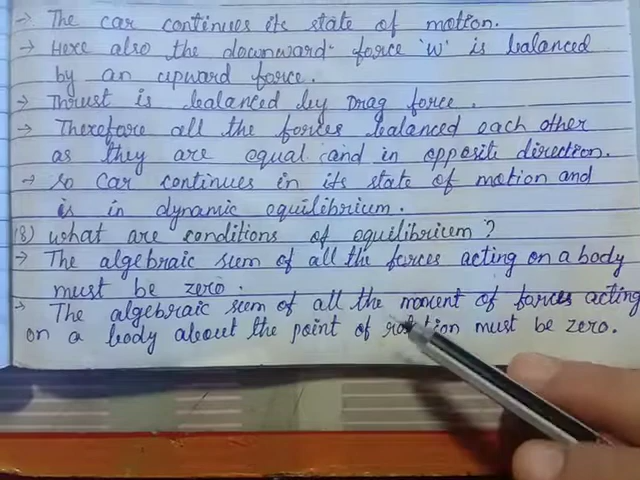 → The car continues its state of motion.
→ Here also the downward force 'W' is balanced
by an upward force.
→ Thrust is balanced by Drag force.
→ Therefore all the forces balanced each other
as they are equal and in opposite direction.
→ So Car continues in its state of motion and
is in dynamic equilibrium.
(8) what are conditions of equilibrium?
→ The algebraic sum of all the forces acting on a body
must be zero.
→ The algebraic sum of all the moment of forces acting
on a body about the point of rotation must be zero.